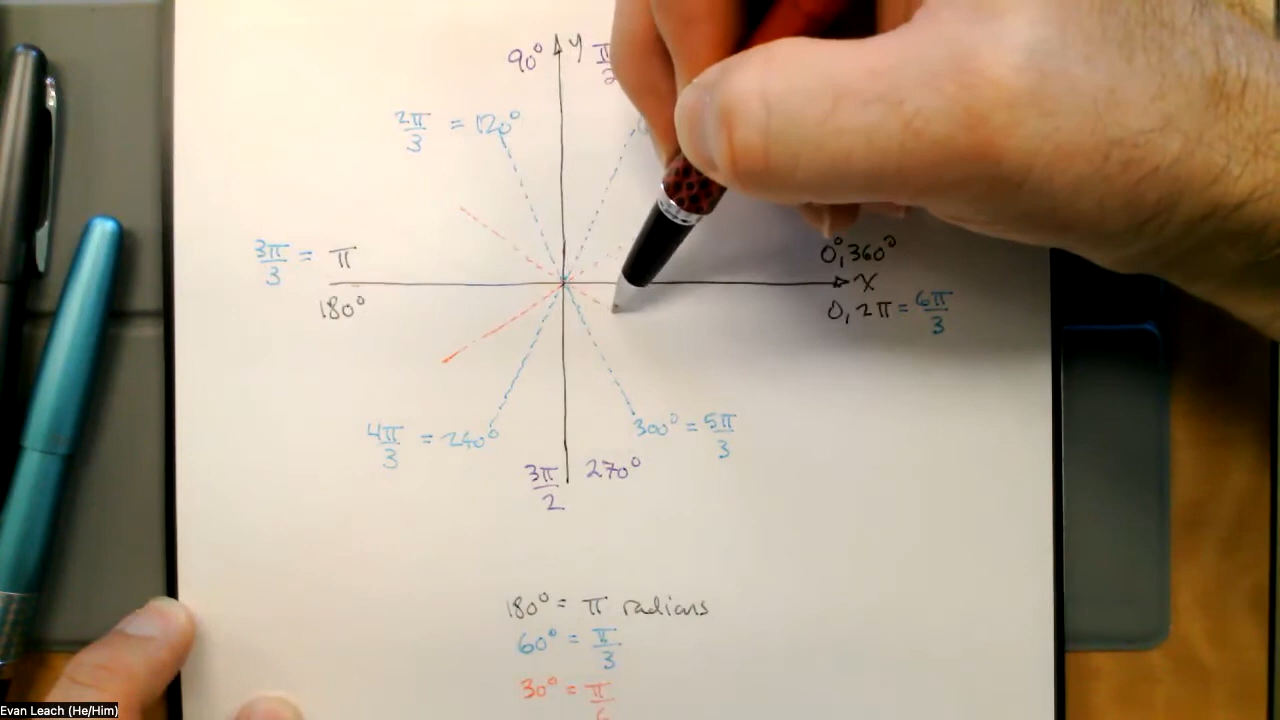 90° y π/2
2π/3 = 120°
3π/3 = π
0°, 360°
x
180°
0, 2π = 6π/3
4π/3 = 240°
300° = 5π/3
3π/2 270°
180° = π radians
60° = π/3
30° = π/6
Evan Leach (He/Him)